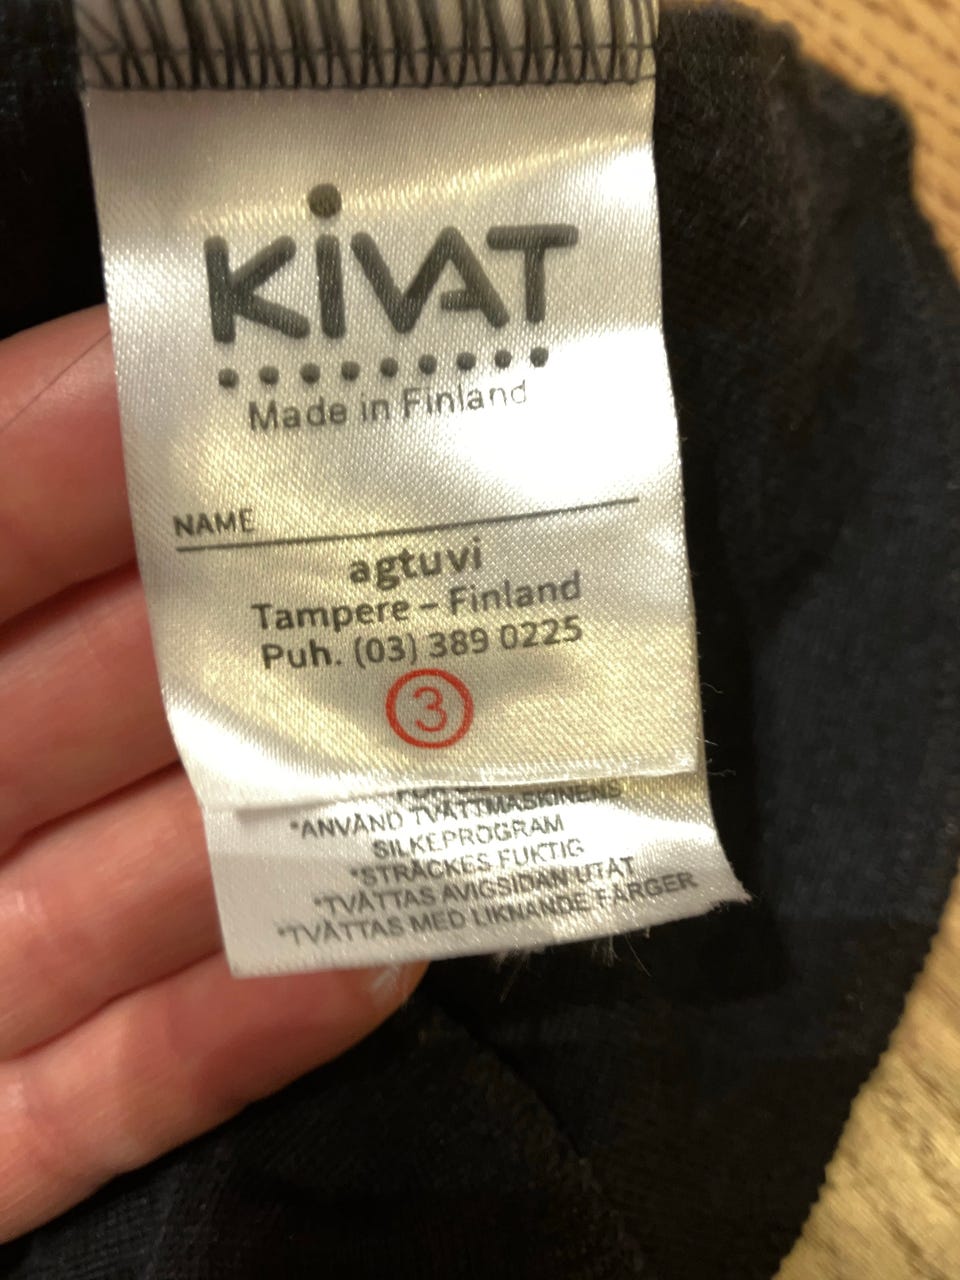 KiVAT
Made in Finland
NAME
agtuvi
Tampere – Finland
Puh. (03) 389 0225
3
*ANVÄND TVÄTTMASKINENS
SILKEPROGRAM
*STRÄCKES FUKTIG
*TVÄTTAS AVIGSIDAN UTÅT
*TVÄTTAS MED LIKNANDE FÄRGER